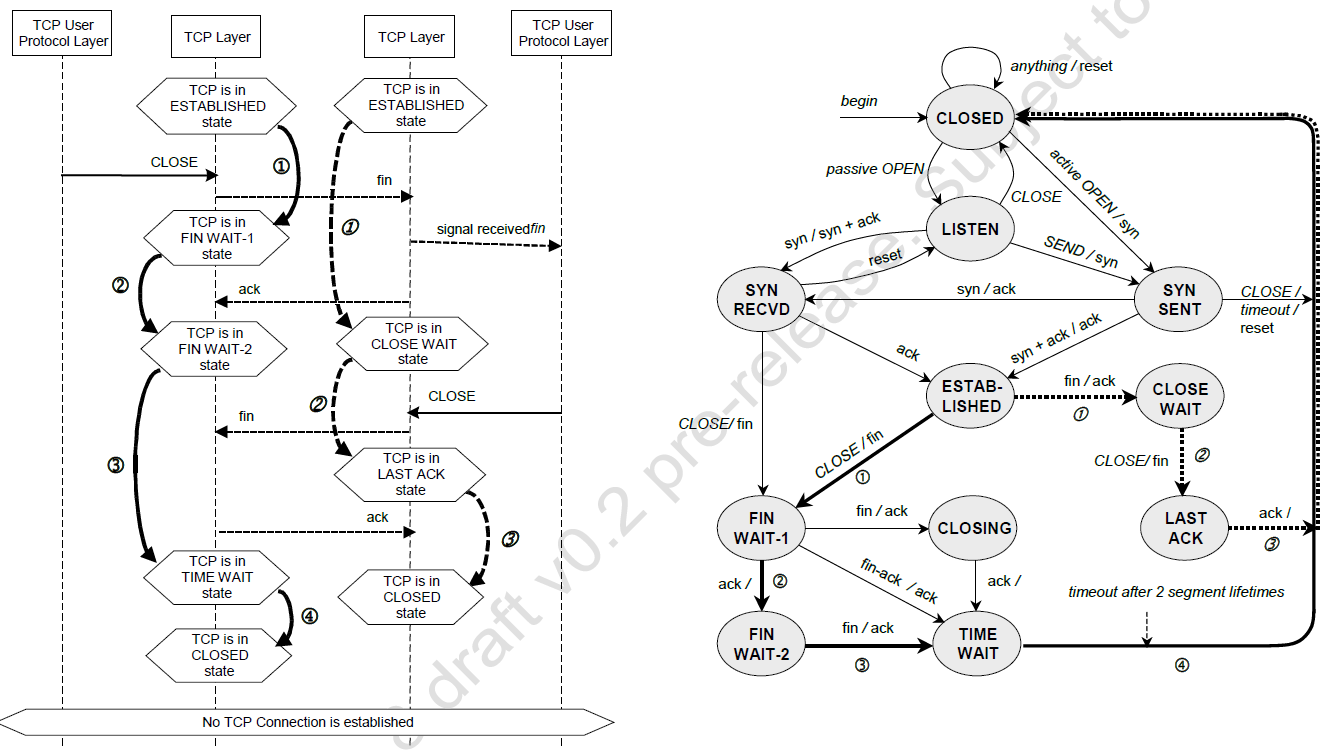 TCP User
Protocol Layer
TCP Layer
TCP Layer
TCP User
Protocol Layer
TCP is in
ESTABLISHED
state
TCP is in
ESTABLISHED
state
CLOSE
①
fin
TCP is in
FIN WAIT-1
state
①
signal receivedfin
②
ack
TCP is in
FIN WAIT-2
state
TCP is in
CLOSE WAIT
state
②
CLOSE
fin
③
TCP is in
LAST ACK
state
ack
③
TCP is in
TIME WAIT
state
TCP is in
CLOSED
state
④
TCP is in
CLOSED
state
No TCP Connection is established
anything / reset
begin
CLOSED
passive OPEN
active OPEN / syn
CLOSE
LISTEN
syn / syn + ack
reset
SEND / syn
SYN
RECVD
syn / ack
SYN
SENT
CLOSE /
timeout /
reset
ack
syn + ack / ack
ESTAB-
LISHED
fin / ack
①
CLOSE
WAIT
CLOSE/ fin
CLOSE / fin
①
CLOSE/ fin
②
FIN
WAIT-1
fin / ack
CLOSING
LAST
ACK
ack /
③
ack /
②
fin-ack / ack
ack /
timeout after 2 segment lifetimes
FIN
WAIT-2
fin / ack
③
TIME
WAIT
④
draft v0.2 pre-release. Subject to